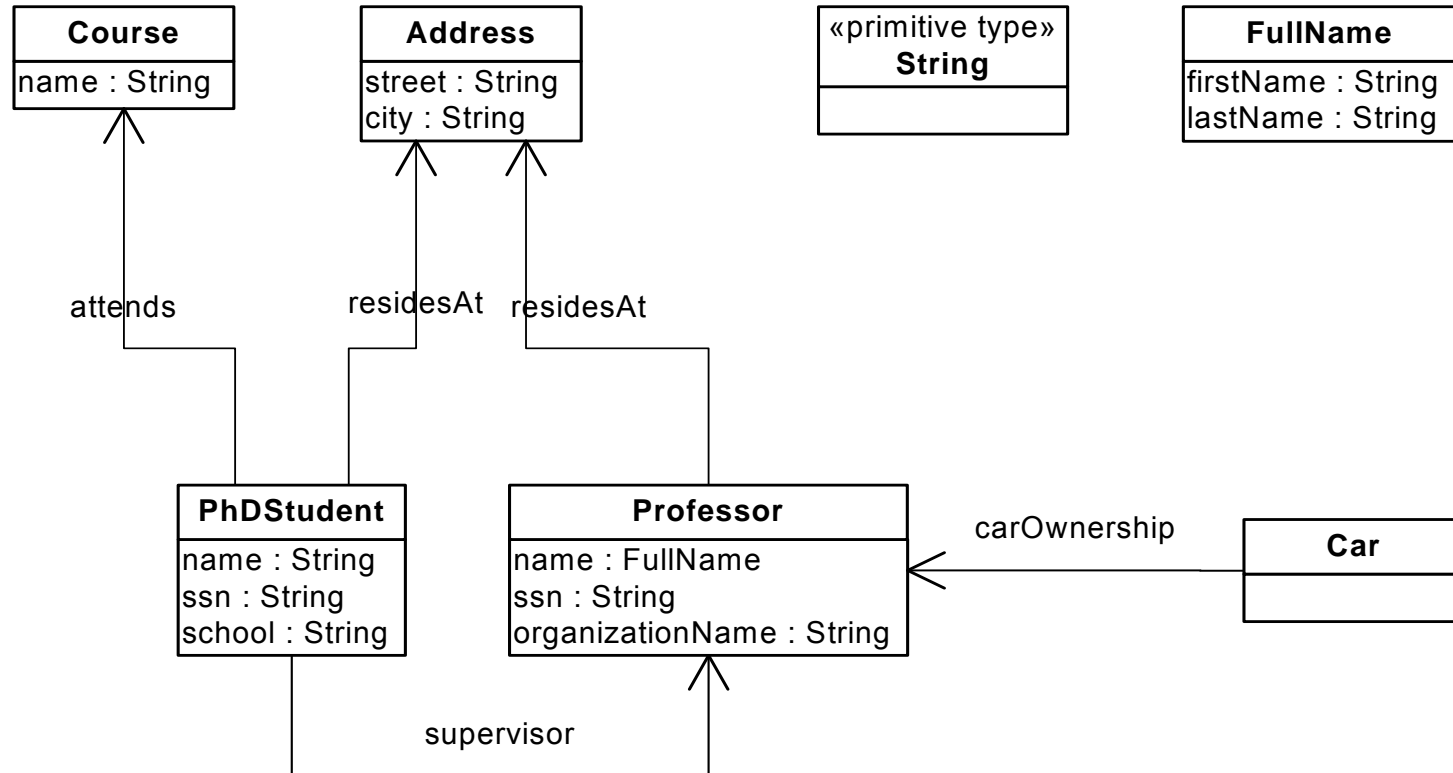 Course
name : String
Address
street : String
city : String
«primitive type»
String
FullName
firstName : String
lastName : String
attends
residesAt
residesAt
PhDStudent
name : String
ssn : String
school : String
Professor
name : FullName
ssn : String
organizationName : String
carOwnership
Car
supervisor